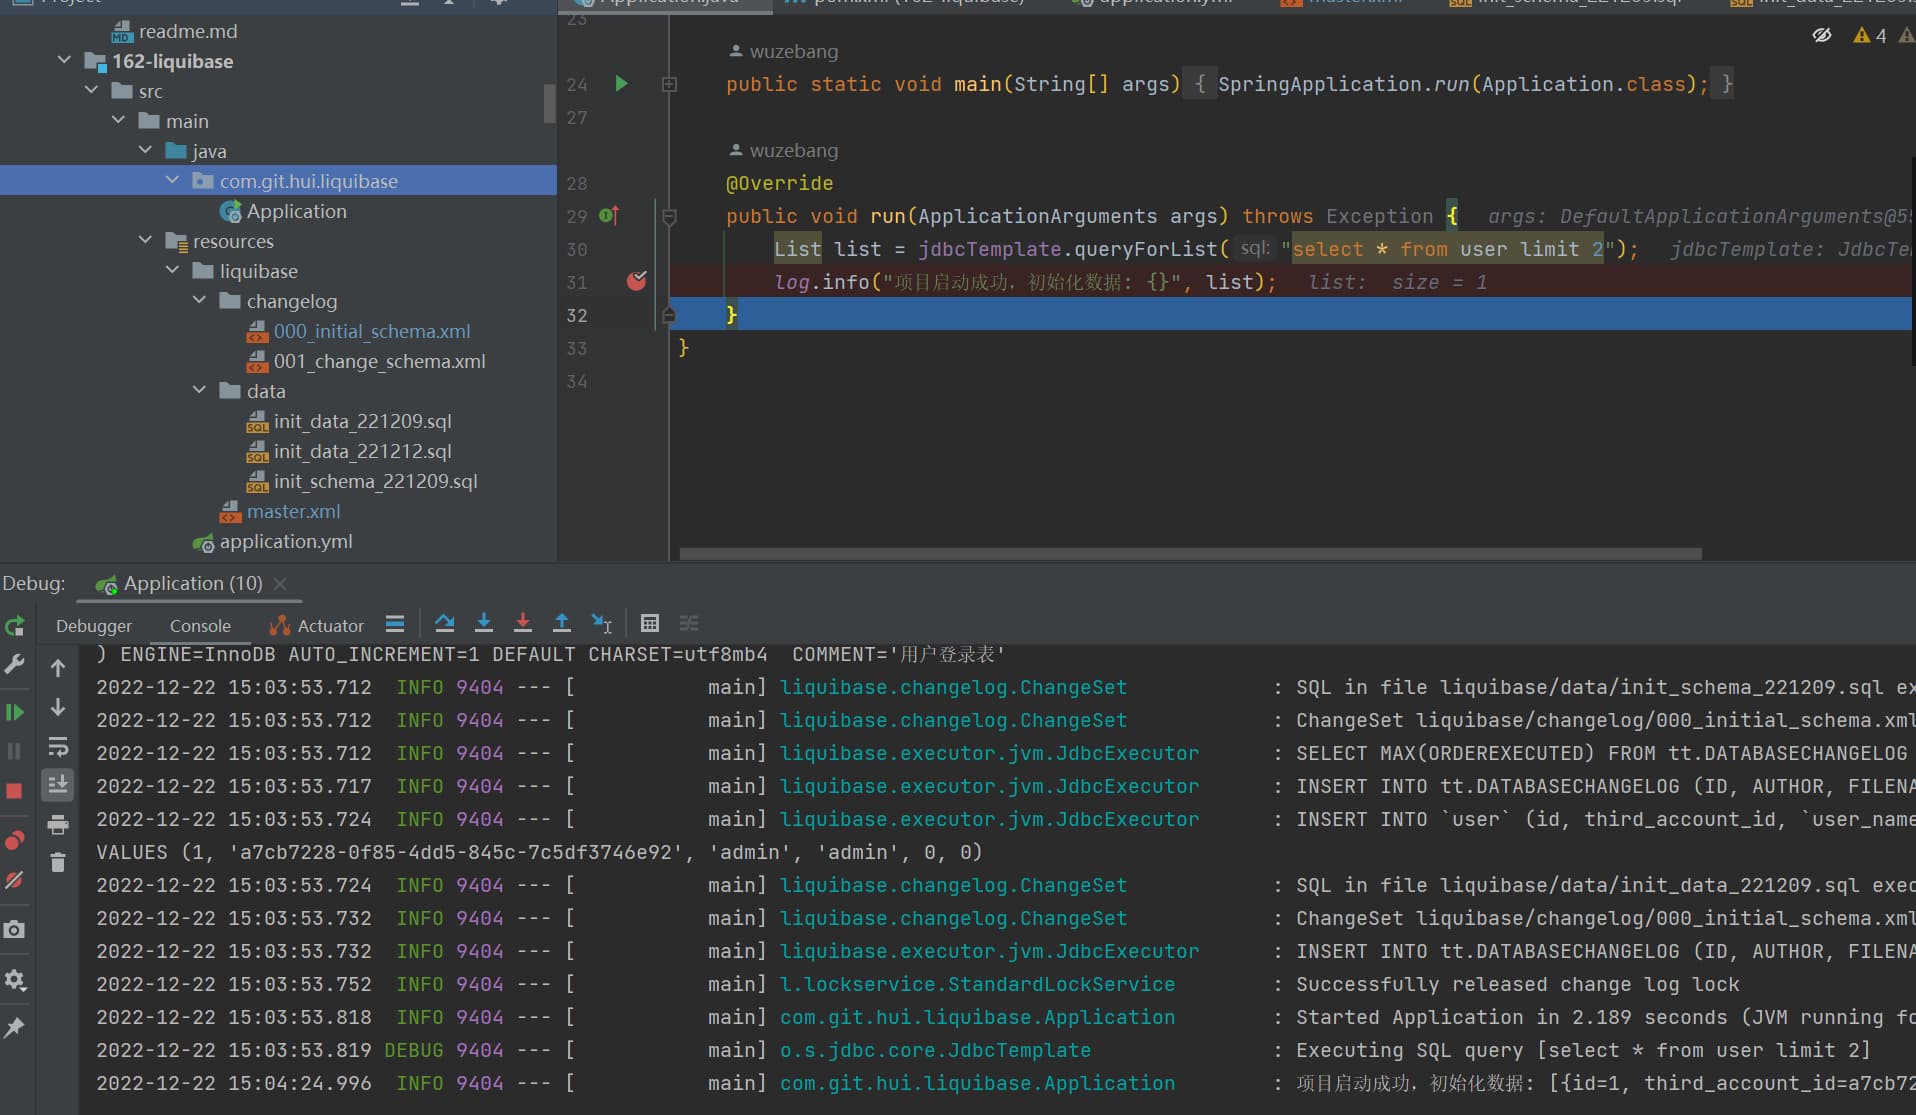 Project
readme.md
162-liquibase
src
main
java
com.git.hui.liquibase
Application
resources
liquibase
changelog
000_initial_schema.xml
001_change_schema.xml
data
init_data_221209.sql
init_data_221212.sql
init_schema_221209.sql
master.xml
application.yml
Application.java pom.xml (162-liquibase) application.yml master.xml init_schema_221209.sql init_data_221209.
4
23
wuzebang
24 public static void main(String[] args) { SpringApplication.run(Application.class); }
27
wuzebang
28 @Override
29 public void run(ApplicationArguments args) throws Exception { args: DefaultApplicationArguments@55
30 List list = jdbcTemplate.queryForList( sql: "select * from user limit 2"); jdbcTemplate: JdbcTe
31 log.info("项目启动成功，初始化数据: {}", list); list: size = 1
32 }
33 }
34
Debug: Application (10)
Debugger Console Actuator
) ENGINE=InnoDB AUTO_INCREMENT=1 DEFAULT CHARSET=utf8mb4 COMMENT='用户登录表'
2022-12-22 15:03:53.712 INFO 9404 --- [ main] liquibase.changelog.ChangeSet : SQL in file liquibase/data/init_schema_221209.sql ex
2022-12-22 15:03:53.712 INFO 9404 --- [ main] liquibase.changelog.ChangeSet : ChangeSet liquibase/changelog/000_initial_schema.xml
2022-12-22 15:03:53.712 INFO 9404 --- [ main] liquibase.executor.jvm.JdbcExecutor : SELECT MAX(ORDEREXECUTED) FROM tt.DATABASECHANGELOG
2022-12-22 15:03:53.717 INFO 9404 --- [ main] liquibase.executor.jvm.JdbcExecutor : INSERT INTO tt.DATABASECHANGELOG (ID, AUTHOR, FILENA
2022-12-22 15:03:53.724 INFO 9404 --- [ main] liquibase.executor.jvm.JdbcExecutor : INSERT INTO `user` (id, third_account_id, `user_name
VALUES (1, 'a7cb7228-0f85-4dd5-845c-7c5df3746e92', 'admin', 'admin', 0, 0)
2022-12-22 15:03:53.724 INFO 9404 --- [ main] liquibase.changelog.ChangeSet : SQL in file liquibase/data/init_data_221209.sql exec
2022-12-22 15:03:53.732 INFO 9404 --- [ main] liquibase.changelog.ChangeSet : ChangeSet liquibase/changelog/000_initial_schema.xml
2022-12-22 15:03:53.732 INFO 9404 --- [ main] liquibase.executor.jvm.JdbcExecutor : INSERT INTO tt.DATABASECHANGELOG (ID, AUTHOR, FILENA
2022-12-22 15:03:53.752 INFO 9404 --- [ main] l.lockservice.StandardLockService : Successfully released change log lock
2022-12-22 15:03:53.818 INFO 9404 --- [ main] com.git.hui.liquibase.Application : Started Application in 2.189 seconds (JVM running fo
2022-12-22 15:03:53.819 DEBUG 9404 --- [ main] o.s.jdbc.core.JdbcTemplate : Executing SQL query [select * from user limit 2]
2022-12-22 15:04:24.996 INFO 9404 --- [ main] com.git.hui.liquibase.Application : 项目启动成功，初始化数据: [{id=1, third_account_id=a7cb72